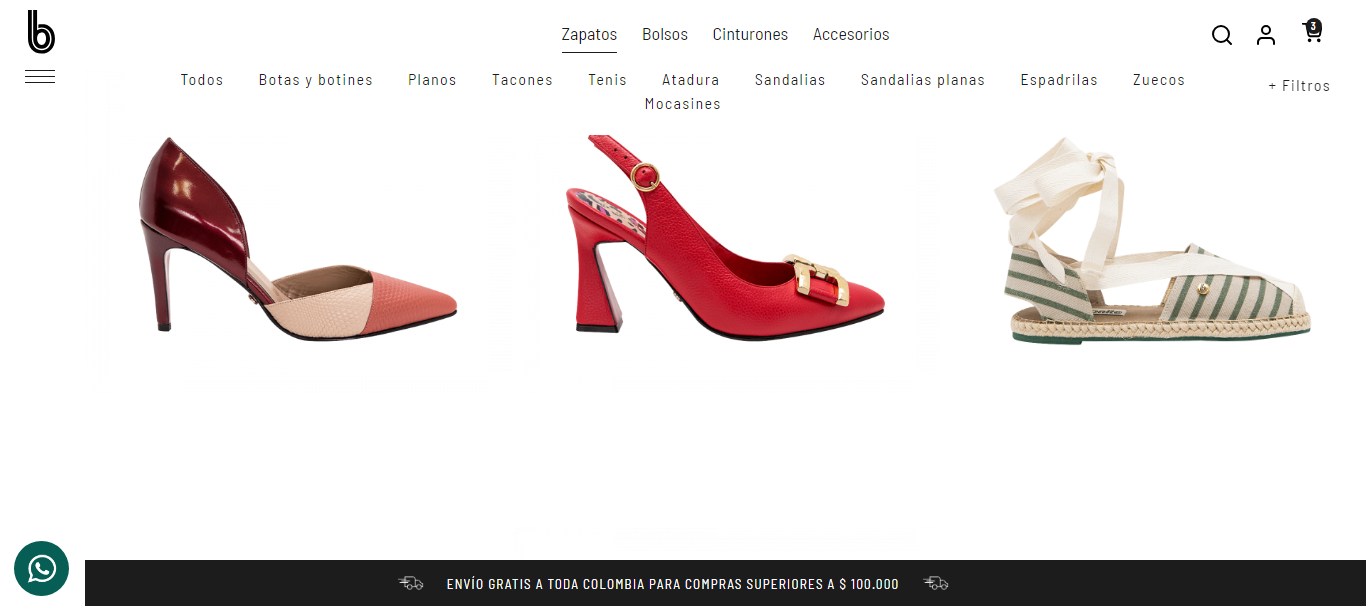 b
Zapatos Bolsos Cinturones Accesorios
3
Todos Botas y botines Planos Tacones Tenis Atadura Sandalias Sandalias planas Espadrilas Zuecos
Mocasines
+ Filtros
ENVÍO GRATIS A TODA COLOMBIA PARA COMPRAS SUPERIORES A $ 100.000